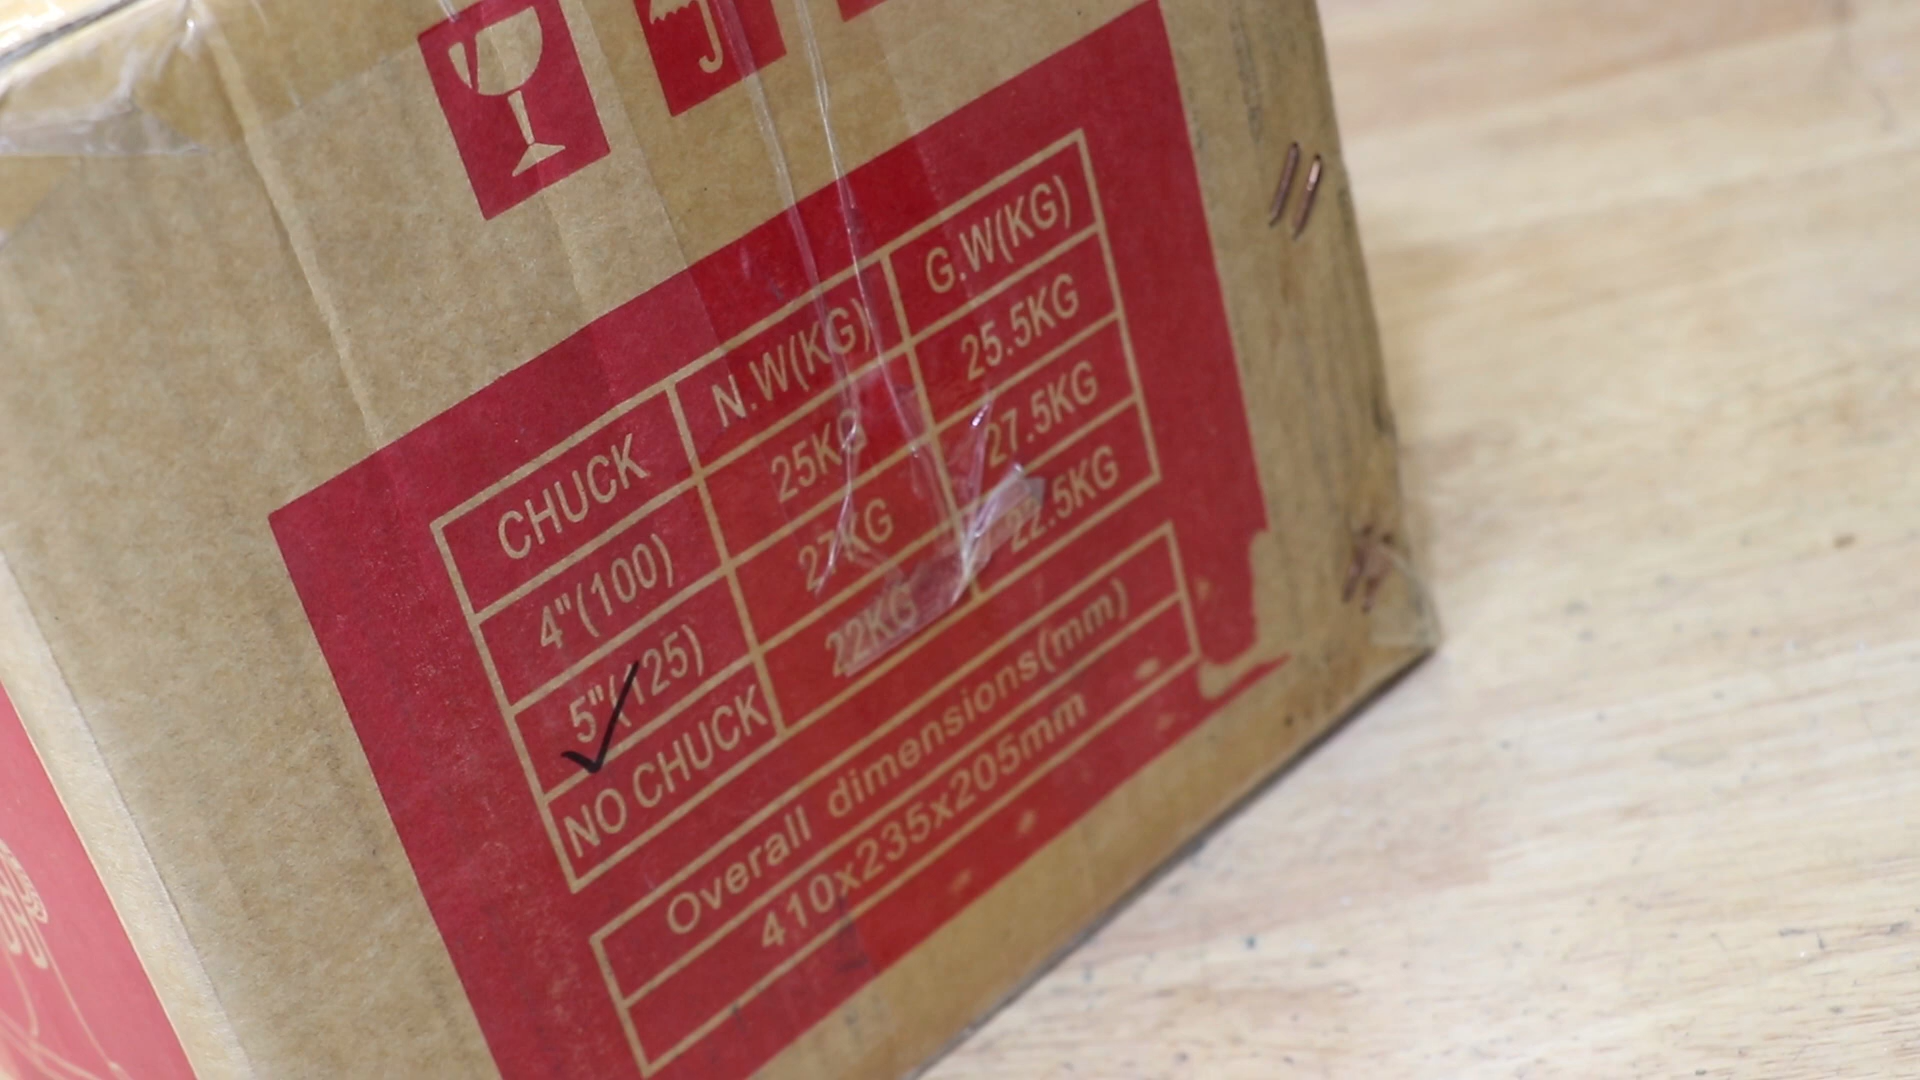 CHUCK N.W(KG) G.W(KG)
4"(100) 25KG 25.5KG
5"(125) 27KG 27.5KG
NO CHUCK 22KG 22.5KG
Overall dimensions(mm)
410x235x205mm